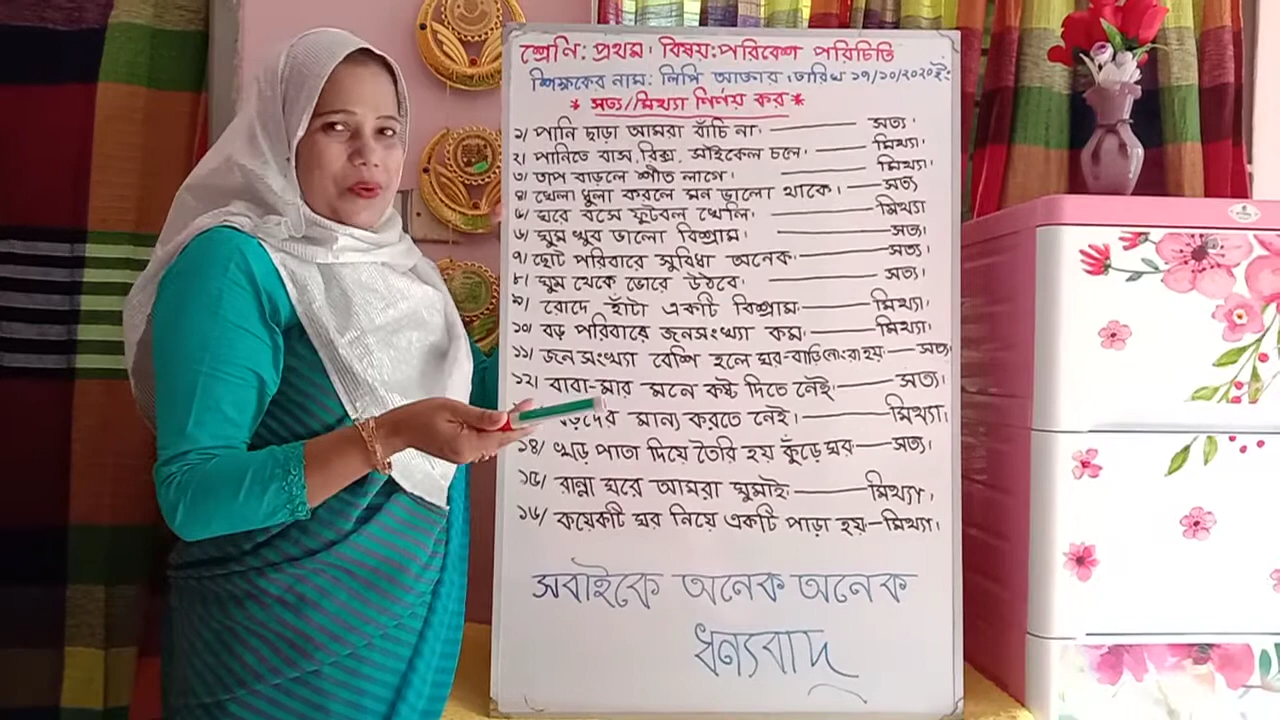 শ্রেণি: প্রথম। বিষয়: পরিবেশ পরিচিতি
শিক্ষকের নাম: লিপি আক্তার। তারিখ ১৭/১০/২০২০ইং
* সত্য//মিথ্যা নির্ণয় কর *
১/ পানি ছাড়া আমরা বাঁচি না। — সত্য।
২। পানিতে বাস, রিক্স, সাইকেল চলে। — মিথ্যা।
৩/ তাপ বাড়লে শীত লাগে। — মিথ্যা।
৪/ খেলাধুলা করলে মন ভালো থাকে। — সত্য
৫/ ঘরে বসে ফুটবল খেলি। — মিথ্যা
৬/ ঘুম খুব ভালো বিশ্রাম। — সত্য।
৭/ ছোট পরিবারে সুবিধা অনেক। — সত্য।
৮/ ঘুম থেকে ভোরে উঠবে। — সত্য।
৯/ রোদে হাঁটা একটি বিশ্রাম। — মিথ্যা।
১০/ বড় পরিবারে জনসংখ্যা কম। — মিথ্যা।
১১/ জনসংখ্যা বেশি হলে ঘর-বাড়ি নোংরা হয় — সত্য।
১২। বাবা-মার মনে কষ্ট দিতে নেই। — সত্য।
বড়দের মান্য করতে নেই। — মিথ্যা।
১৪/ খড় পাতা দিয়ে তৈরি হয় কুঁড়ে ঘর — সত্য।
১৫/ রান্না ঘরে আমরা ঘুমাই। — মিথ্যা।
১৬/ কয়েকটি ঘর নিয়ে একটি পাড়া হয় — মিথ্যা।
সবাইকে অনেক অনেক
ধন্যবাদ